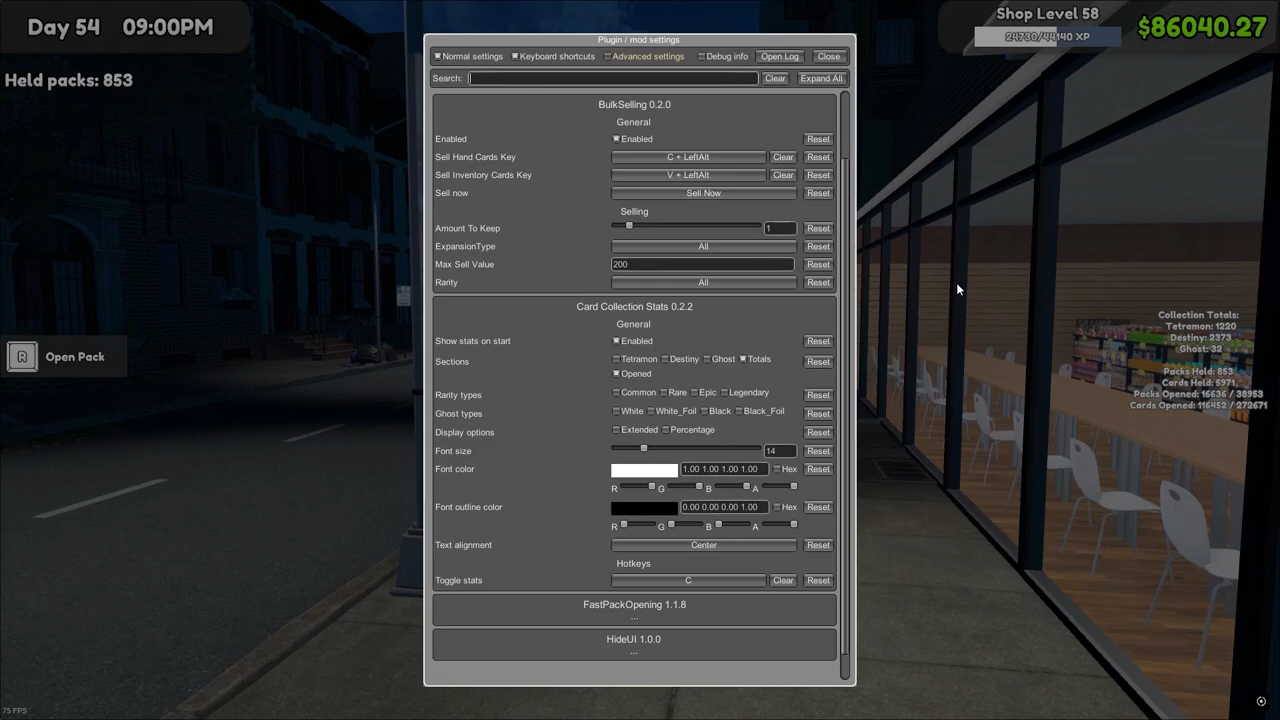 Day 54 09:00PM
Shop Level 58
24730/44140 XP
$86040.27
Held packs: 853
Plugin / mod settings
Normal settings Keyboard shortcuts Advanced settings Debug info Open Log Close
Search: Clear Expand All
BulkSelling 0.2.0
General
Enabled Enabled Reset
Sell Hand Cards Key C + LeftAlt Clear Reset
Sell Inventory Cards Key V + LeftAlt Clear Reset
Sell now Sell Now Reset
Selling
Amount To Keep 1 Reset
ExpansionType All Reset
Max Sell Value 200 Reset
Rarity All Reset
Card Collection Stats 0.2.2
General
Show stats on start Enabled Reset
Sections Tetramon Destiny Ghost Totals Reset
Opened
Rarity types Common Rare Epic Legendary Reset
Ghost types White White_Foil Black Black_Foil Reset
Display options Extended Percentage Reset
Font size 14 Reset
Font color 1.00 1.00 1.00 1.00 Hex Reset
R G B A
Font outline color 0.00 0.00 0.00 1.00 Hex Reset
R G B A
Text alignment Center Reset
Hotkeys
Toggle stats C Clear Reset
FastPackOpening 1.1.8
...
HideUI 1.0.0
...
R Open Pack
Collection Totals:
Tetramon: 1220
Destiny: 2373
Ghost: 32
Packs Held: 853
Cards Held: 5971
Packs Opened: 16636 / 38953
Cards Opened: 116452 / 272671
75 FPS